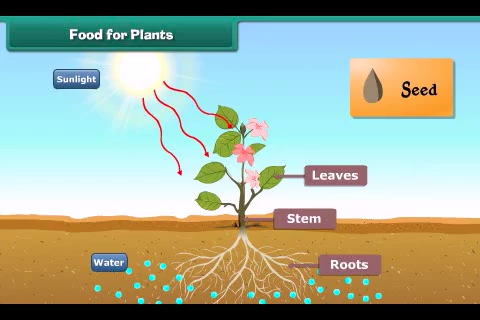 Food for Plants
Sunlight
Seed
Leaves
Stem
Water
Roots